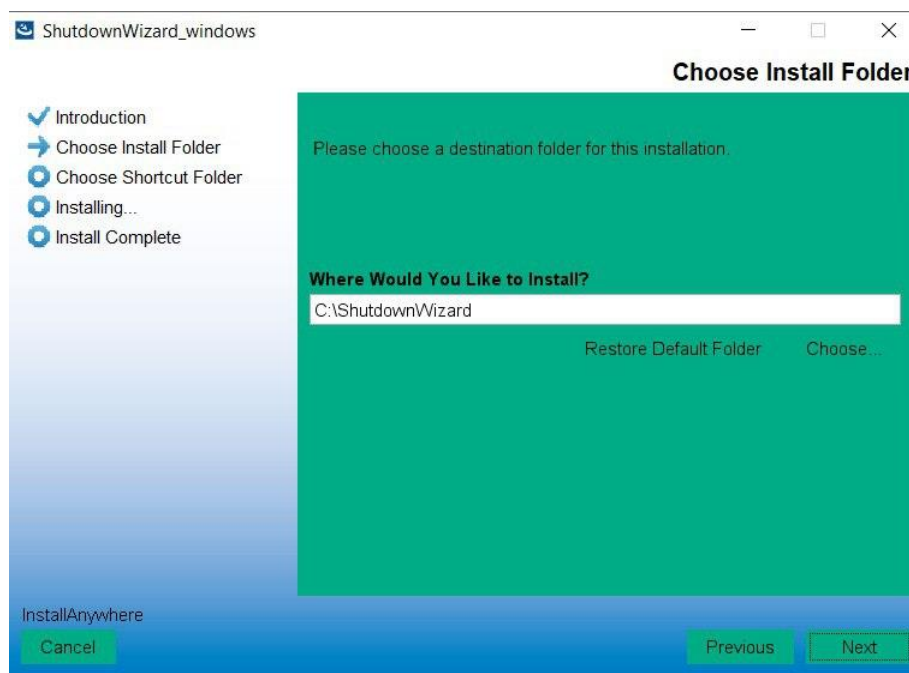 ShutdownWizard_windows
Choose Install Folder
Introduction
Choose Install Folder
Choose Shortcut Folder
Installing...
Install Complete
Please choose a destination folder for this installation.
Where Would You Like to Install?
C:\ShutdownWizard
Restore Default Folder Choose...
InstallAnywhere
Cancel Previous Next